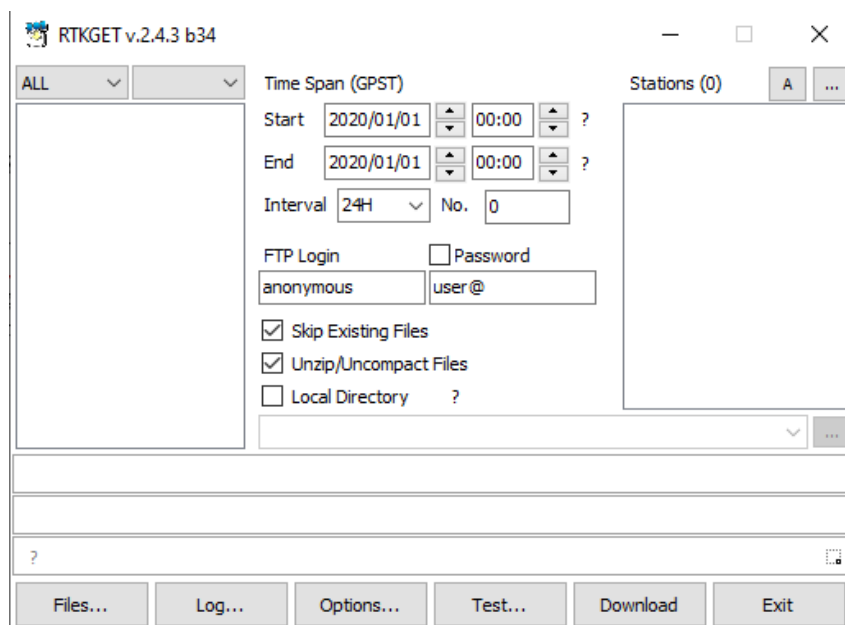 RTKGET v.2.4.3 b34
ALL
Time Span (GPST)
Stations (0)
A
...
Start 2020/01/01 00:00 ?
End 2020/01/01 00:00 ?
Interval 24H No. 0
FTP Login
Password
anonymous
user@
Skip Existing Files
Unzip/Uncompact Files
Local Directory ?
...
?
Files... Log... Options... Test... Download Exit